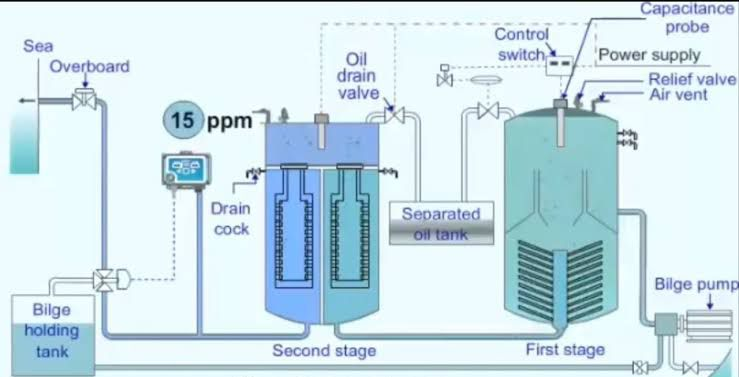 Capacitance
probe
Control
switch
Power supply
Sea
Overboard
Oil
drain
valve
Relief valve
Air vent
15 ppm
Drain
cock
Separated
oil tank
Bilge pump
Bilge
holding
tank
Second stage
First stage